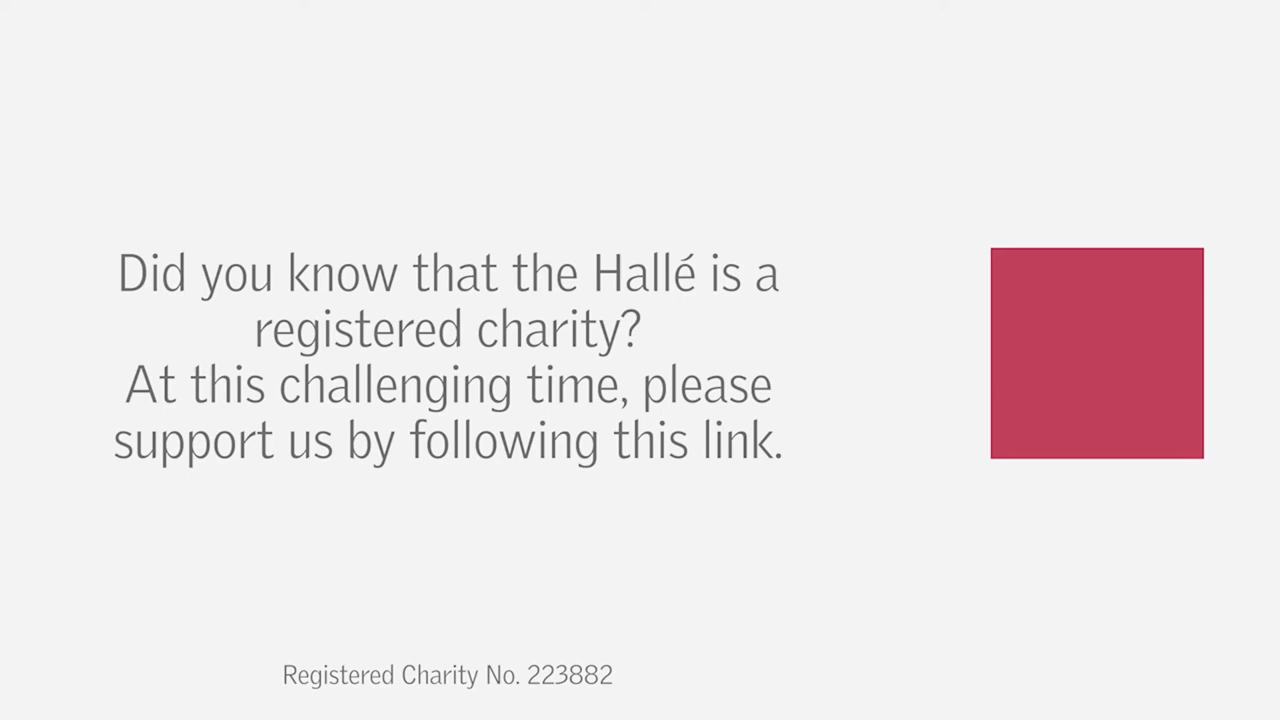 Did you know that the Hallé is a
registered charity?
At this challenging time, please
support us by following this link.
Registered Charity No. 223882